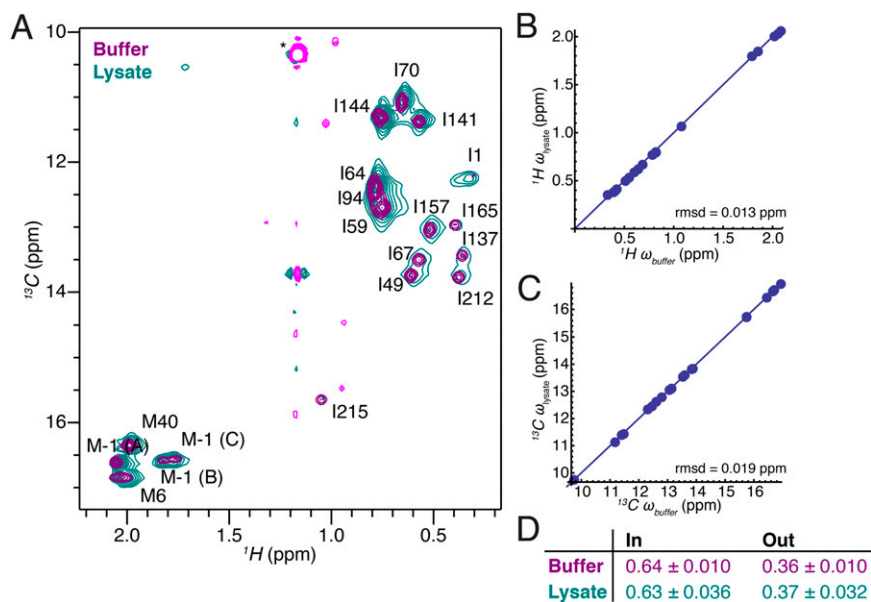 A
Buffer
Lysate
*
10
12
14
16
13C (ppm)
2.0
1.5
1.0
0.5
1H (ppm)
I70
I144
I141
I1
I64
I94
I59
I157
I165
I137
I67
I49
I212
I215
M40
M-1 (A)
M-1 (C)
M-1 (B)
M6
B
2.0
1.5
1.0
0.5
1H ωlysate (ppm)
rmsd = 0.013 ppm
0.5
1.0
1.5
2.0
1H ωbuffer (ppm)
C
16
15
14
13
12
11
10
13C ωlysate (ppm)
rmsd = 0.019 ppm
10
11
12
13
14
15
16
13C ωbuffer (ppm)
D
In Out
Buffer 0.64 ± 0.010 0.36 ± 0.010
Lysate 0.63 ± 0.036 0.37 ± 0.032